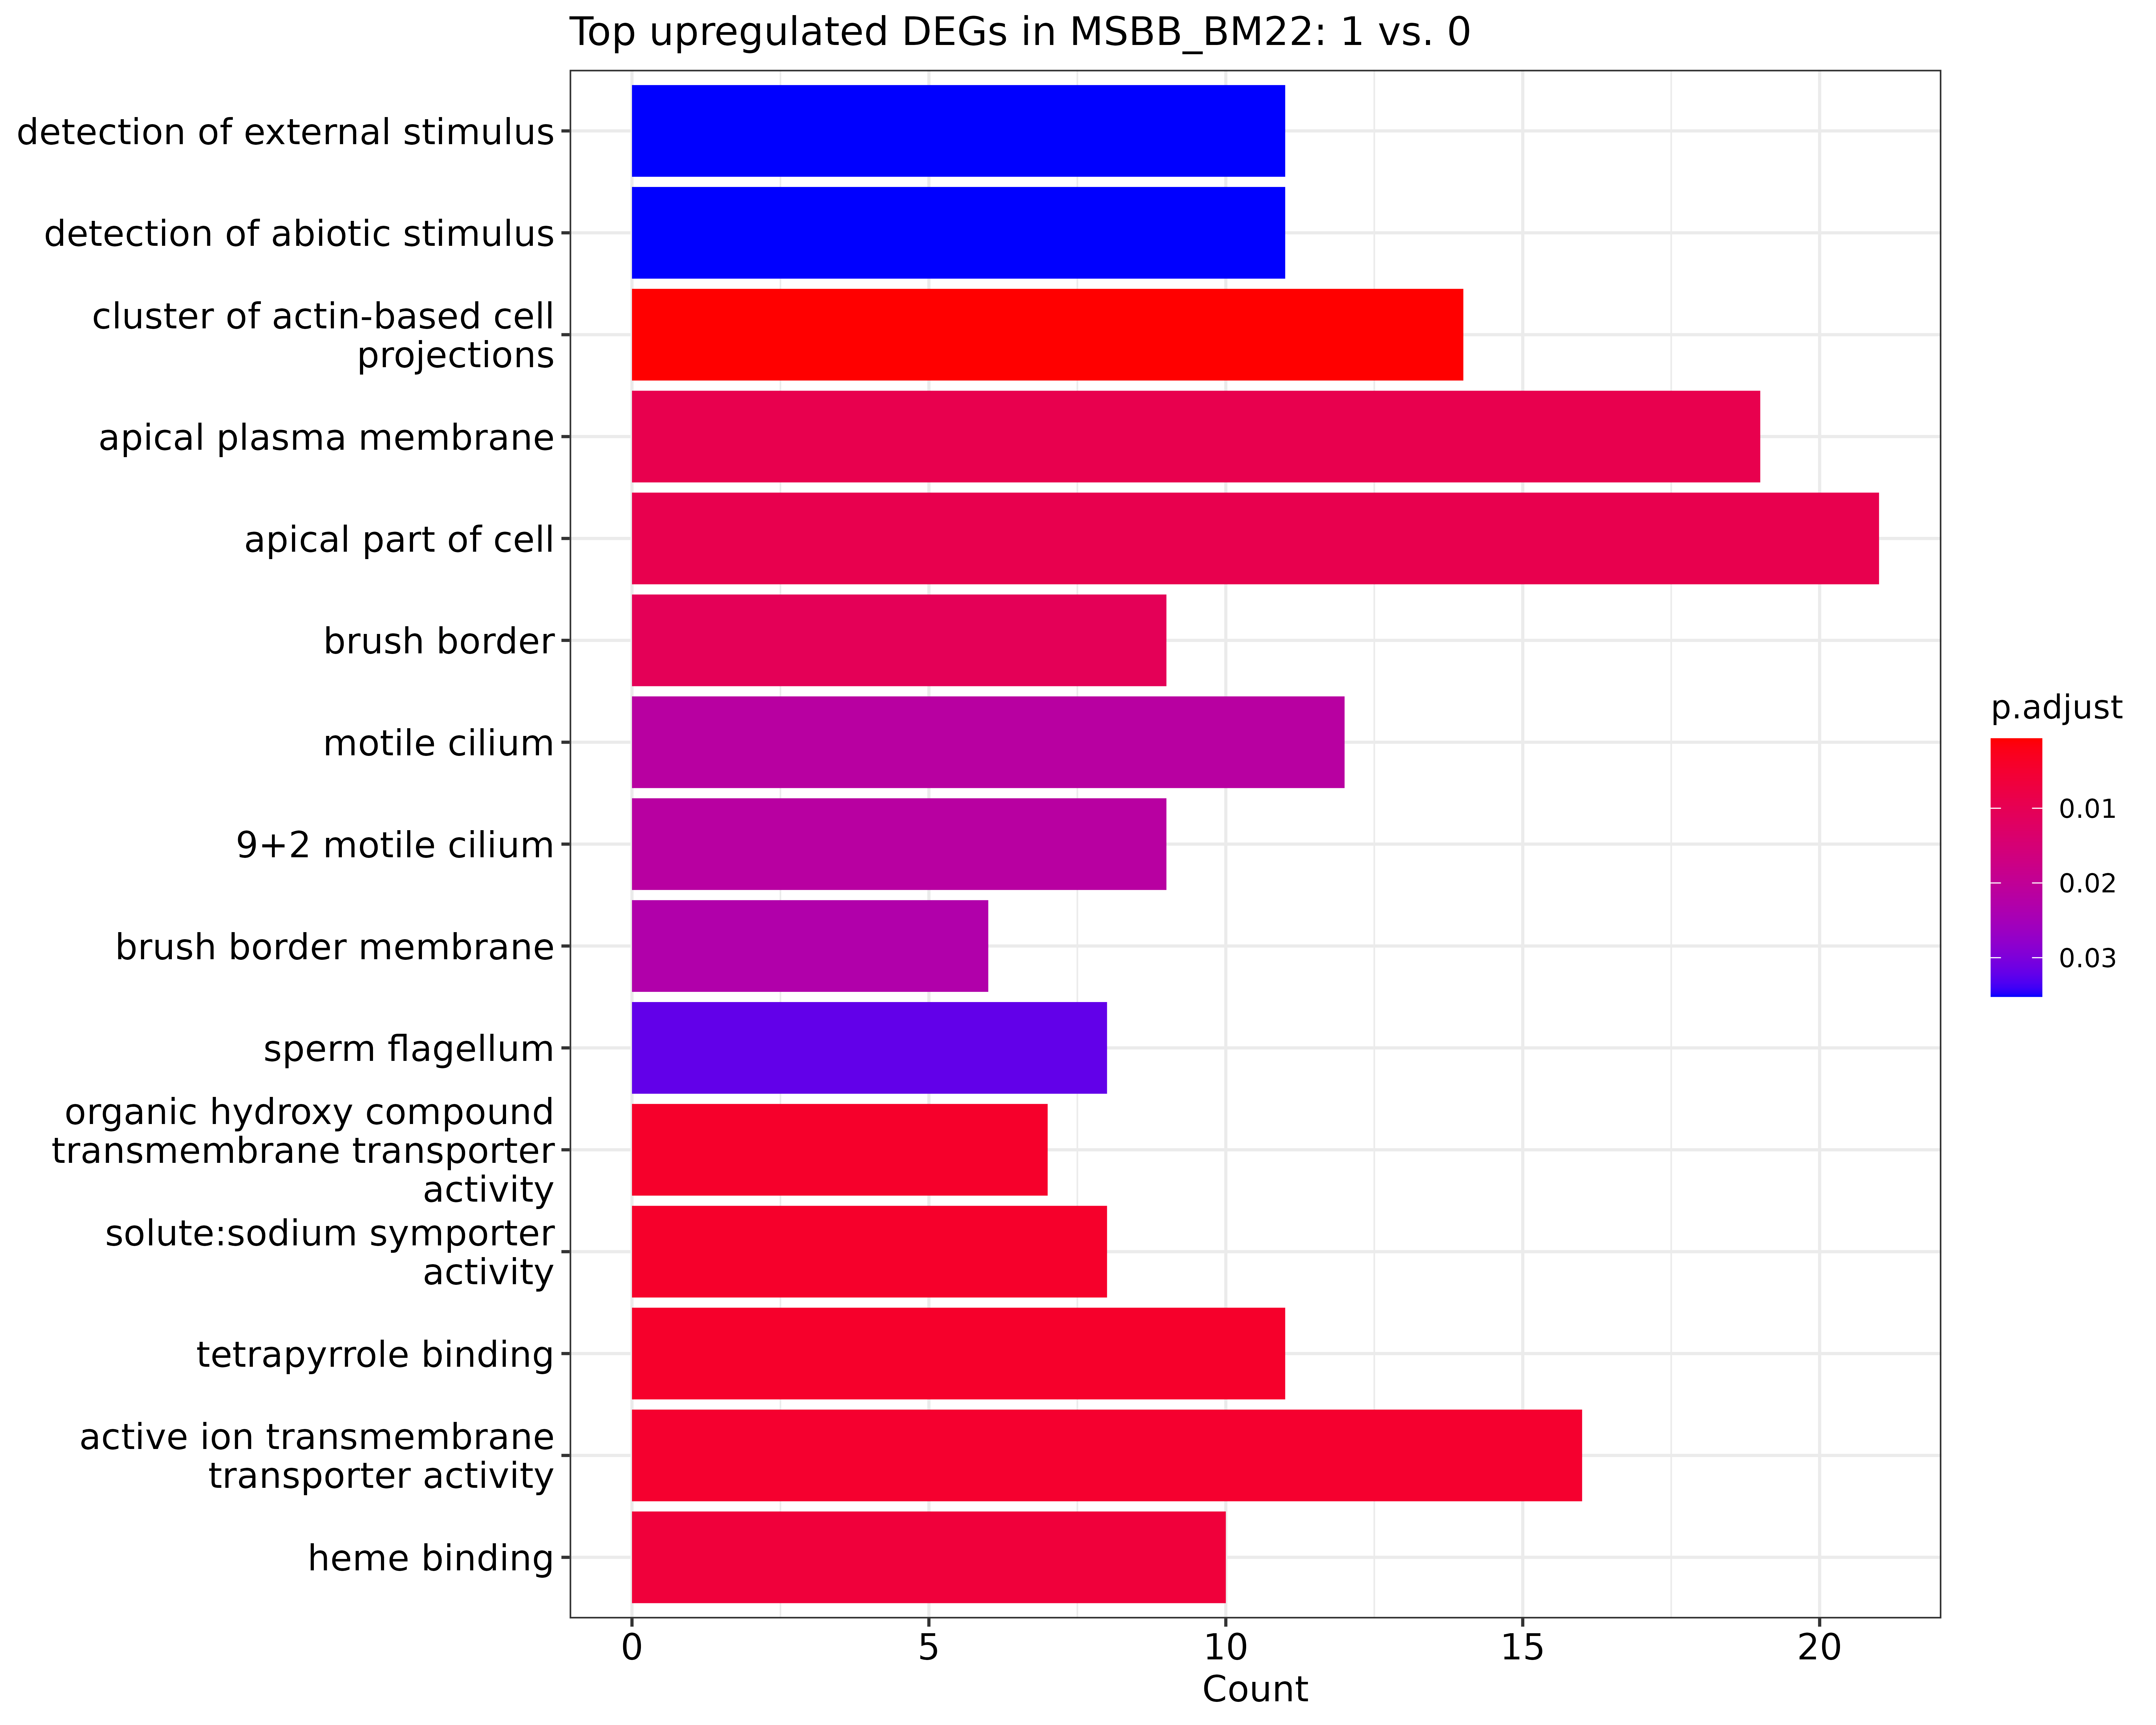 Top upregulated DEGs in MSBB_BM22: 1 vs. 0
detection of external stimulus
detection of abiotic stimulus
cluster of actin-based cell
projections
apical plasma membrane
apical part of cell
brush border
motile cilium
9+2 motile cilium
brush border membrane
sperm flagellum
organic hydroxy compound
transmembrane transporter
activity
solute:sodium symporter
activity
tetrapyrrole binding
active ion transmembrane
transporter activity
heme binding
0 5 10 15 20
Count
p.adjust
0.01
0.02
0.03